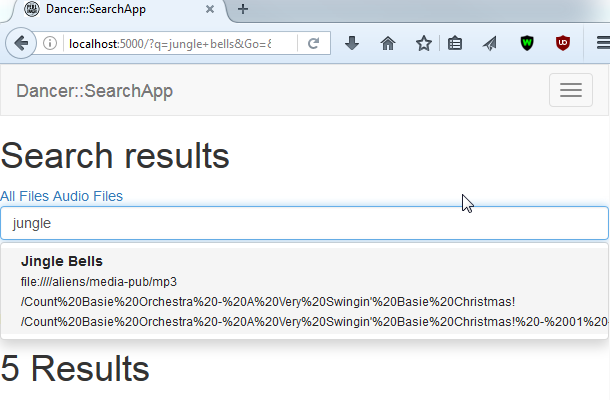 Dancer::SearchApp
localhost:5000/?q=jungle+bells&Go=
Dancer::SearchApp
Search results
All Files Audio Files
jungle
Jingle Bells
file:////aliens/media-pub/mp3
/Count%20Basie%20Orchestra%20-%20A%20Very%20Swingin'%20Basie%20Christmas!
/Count%20Basie%20Orchestra%20-%20A%20Very%20Swingin'%20Basie%20Christmas!%20-%2001%20-
5 Results